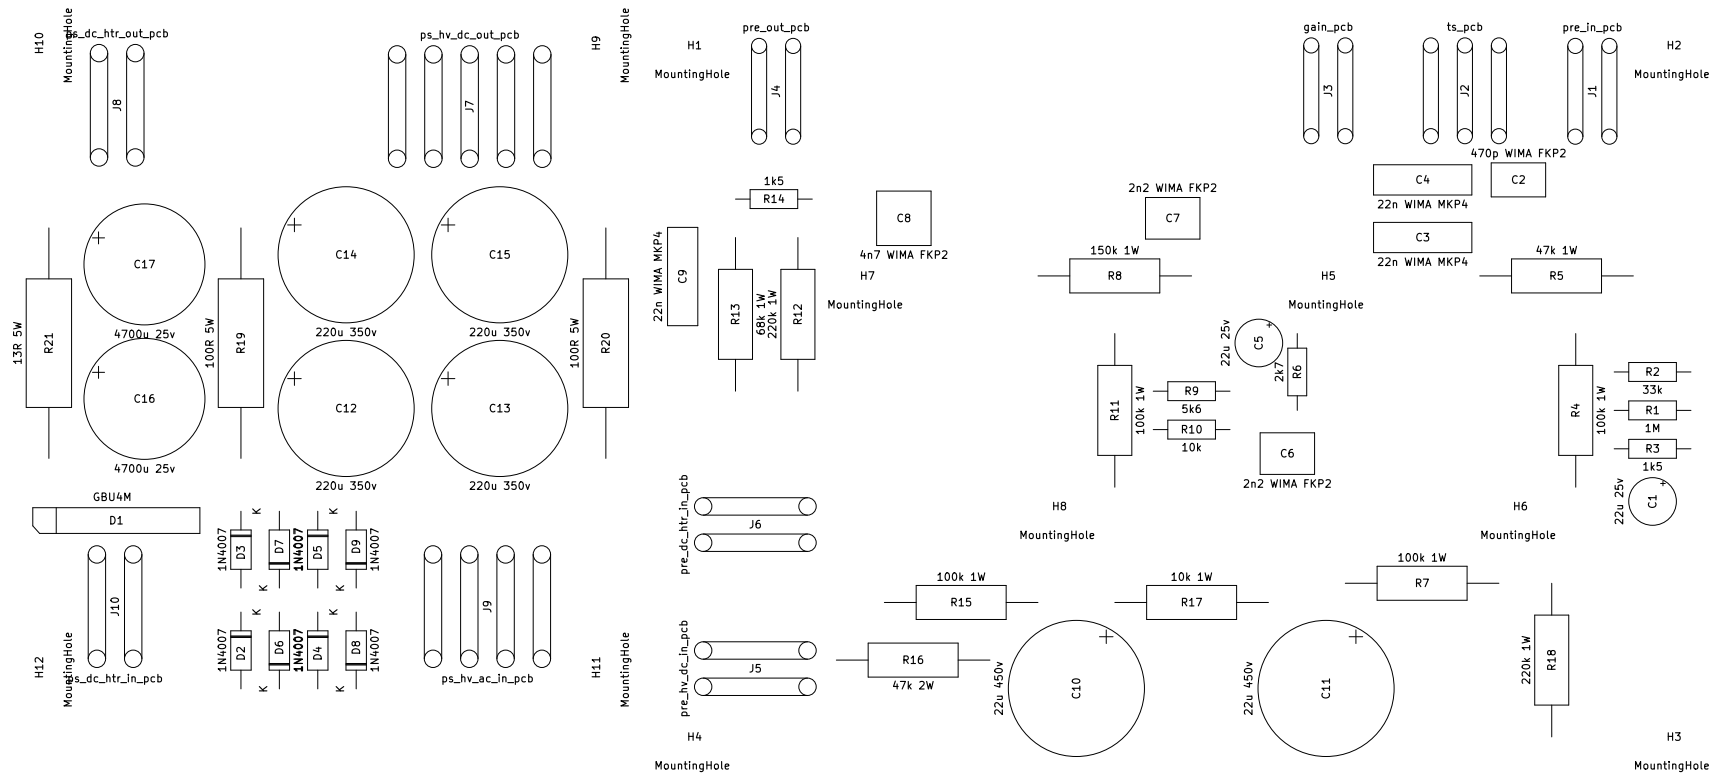 H10
MountingHole
ps_dc_htr_out_pcb
J8
ps_hv_dc_out_pcb
J7
H9
MountingHole
H1
MountingHole
pre_out_pcb
J4
gain_pcb
J3
ts_pcb
J2
pre_in_pcb
J1
H2
MountingHole
470p WIMA FKP2
C2
C4
22n WIMA MKP4
C3
22n WIMA MKP4
1k5
R14
C8
4n7 WIMA FKP2
2n2 WIMA FKP2
C7
150k 1W
R8
47k 1W
R5
H7
MountingHole
H5
MountingHole
C17
4700u 25v
C14
220u 350v
C15
220u 350v
22n WIMA MKP4
C9
R13
68k 1W
220k 1W
R12
13R 5W
R21
100R 5W
R19
100R 5W
R20
C16
4700u 25v
C12
220u 350v
C13
220u 350v
22u 25v
C5
2k7
R6
R11
100k 1W
R9
5k6
R10
10k
C6
2n2 WIMA FKP2
R4
100k 1W
R2
33k
R1
1M
R3
1k5
22u 25v
C1
GBU4M
D1
K
K
K
1N4007
D3
D7
1N4007
D5
1N4007
D9
1N4007
K
K
pre_dc_htr_in_pcb
J6
H8
MountingHole
H6
MountingHole
J10
ps_dc_htr_in_pcb
H12
MountingHole
K
K
1N4007
D2
D6
1N4007
D4
1N4007
D8
1N4007
K
K
J9
ps_hv_ac_in_pcb
H11
MountingHole
pre_hv_dc_in_pcb
J5
100k 1W
R15
10k 1W
R17
100k 1W
R7
R16
47k 2W
22u 450v
C10
22u 450v
C11
220k 1W
R18
H4
MountingHole
H3
MountingHole